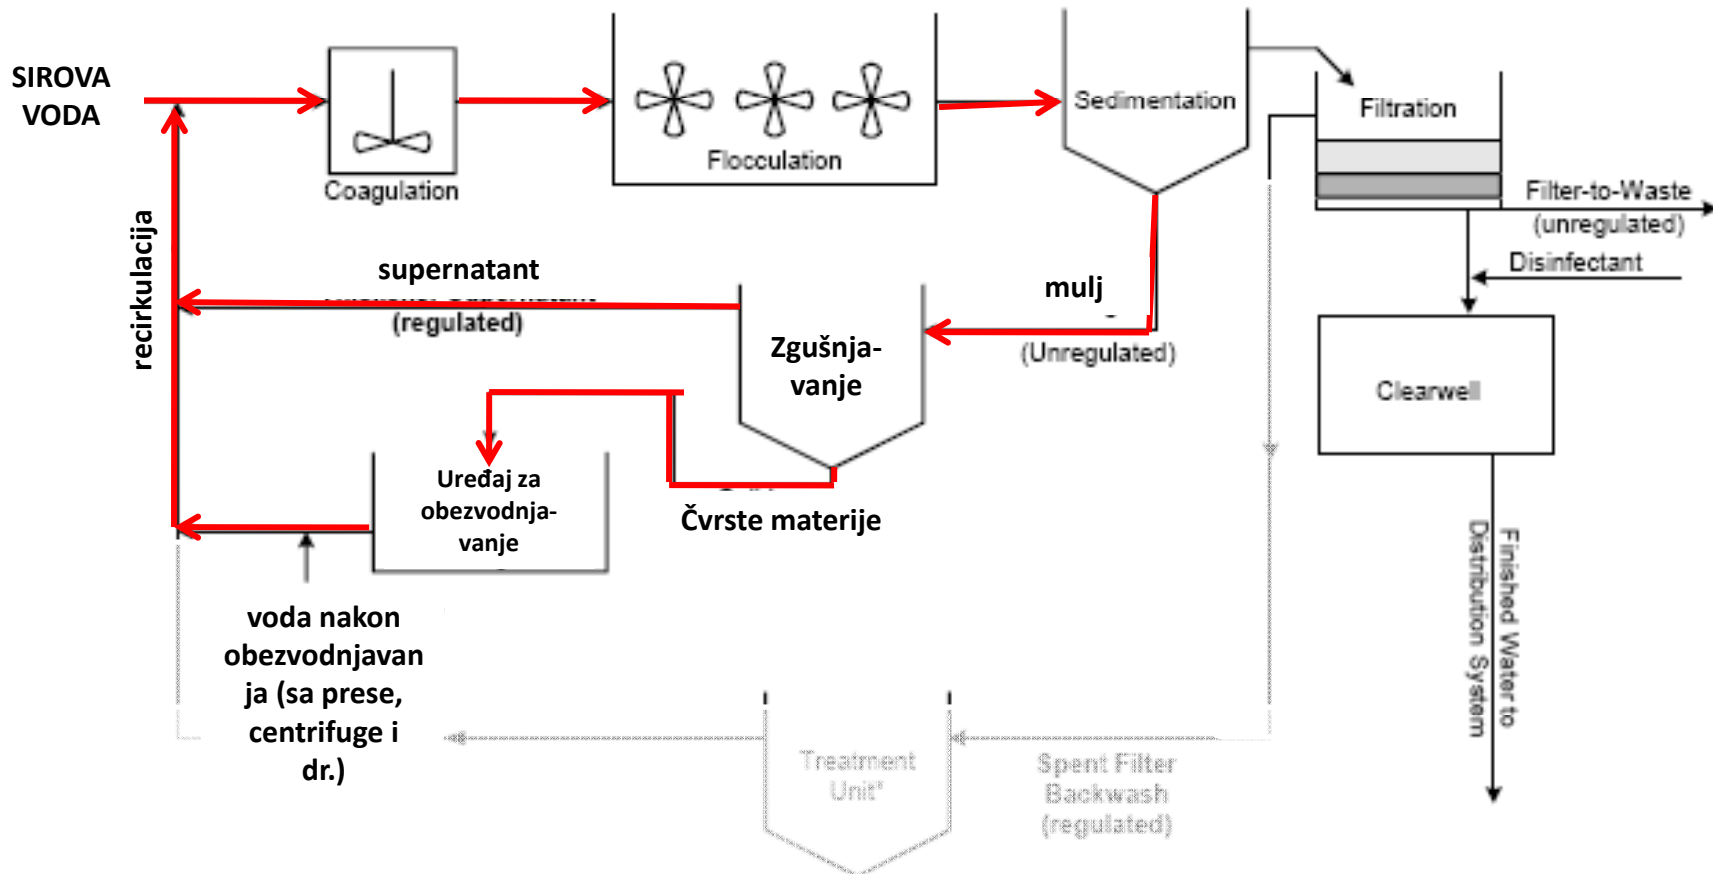 SIROVA
VODA
Coagulation
Flocculation
Sedimentation
Filtration
Filter-to-Waste
(unregulated)
Disinfectant
Clearwell
Finished Water to
Distribution System
recirkulacija
supernatant
(regulated)
mulj
(Unregulated)
Zgušnja-
vanje
Čvrste materije
Uređaj za
obezvodnja-
vanje
voda nakon
obezvodnjavan
ja (sa prese,
centrifuge i
dr.)
Treatment
Unit*
Spent Filter
Backwash
(regulated)